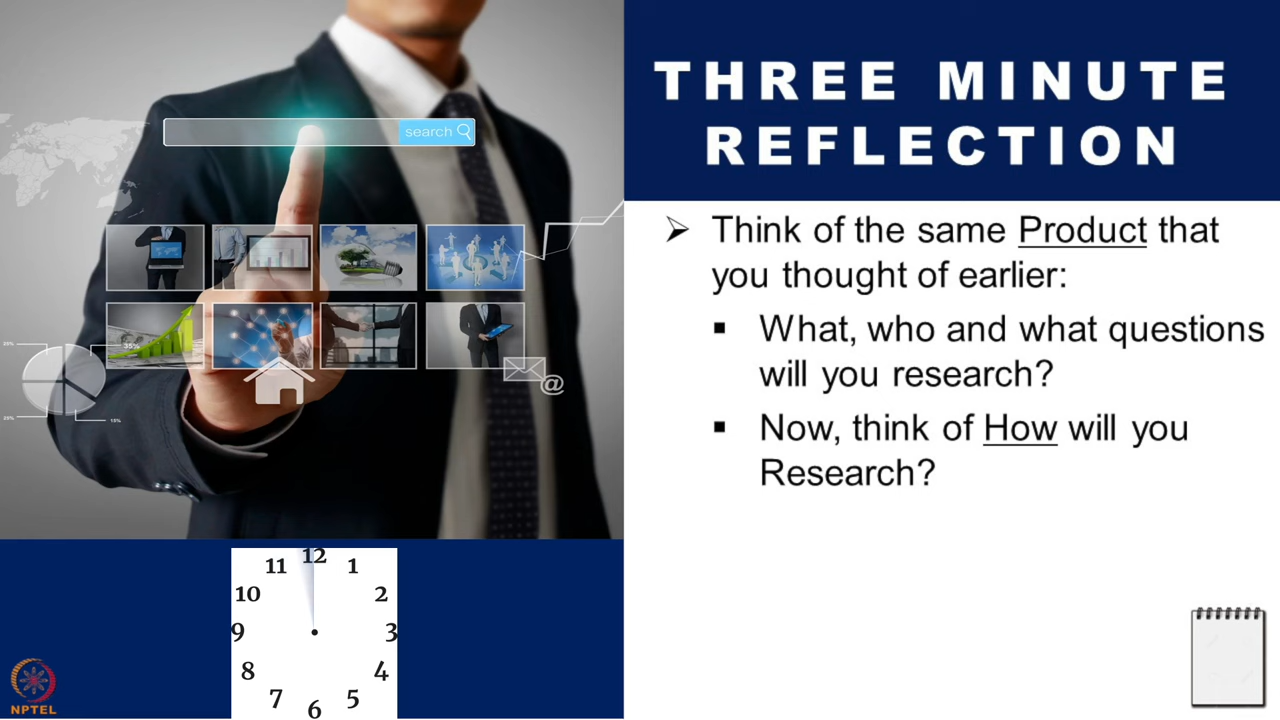 THREE MINUTE
REFLECTION
search
➢ Think of the same Product that
you thought of earlier:
▪ What, who and what questions
will you research?
▪ Now, think of How will you
Research?
35%
15%
@
12
11
1
10
2
9
3
8
4
7
5
6
NPTEL